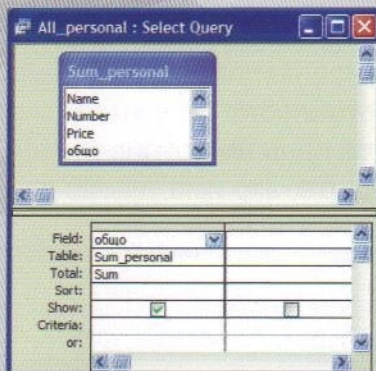 All_personal : Select Query
Sum_personal
Name
Number
Price
общо
Field: общо
Table: Sum_personal
Total: Sum
Sort:
Show:
Criteria:
or: